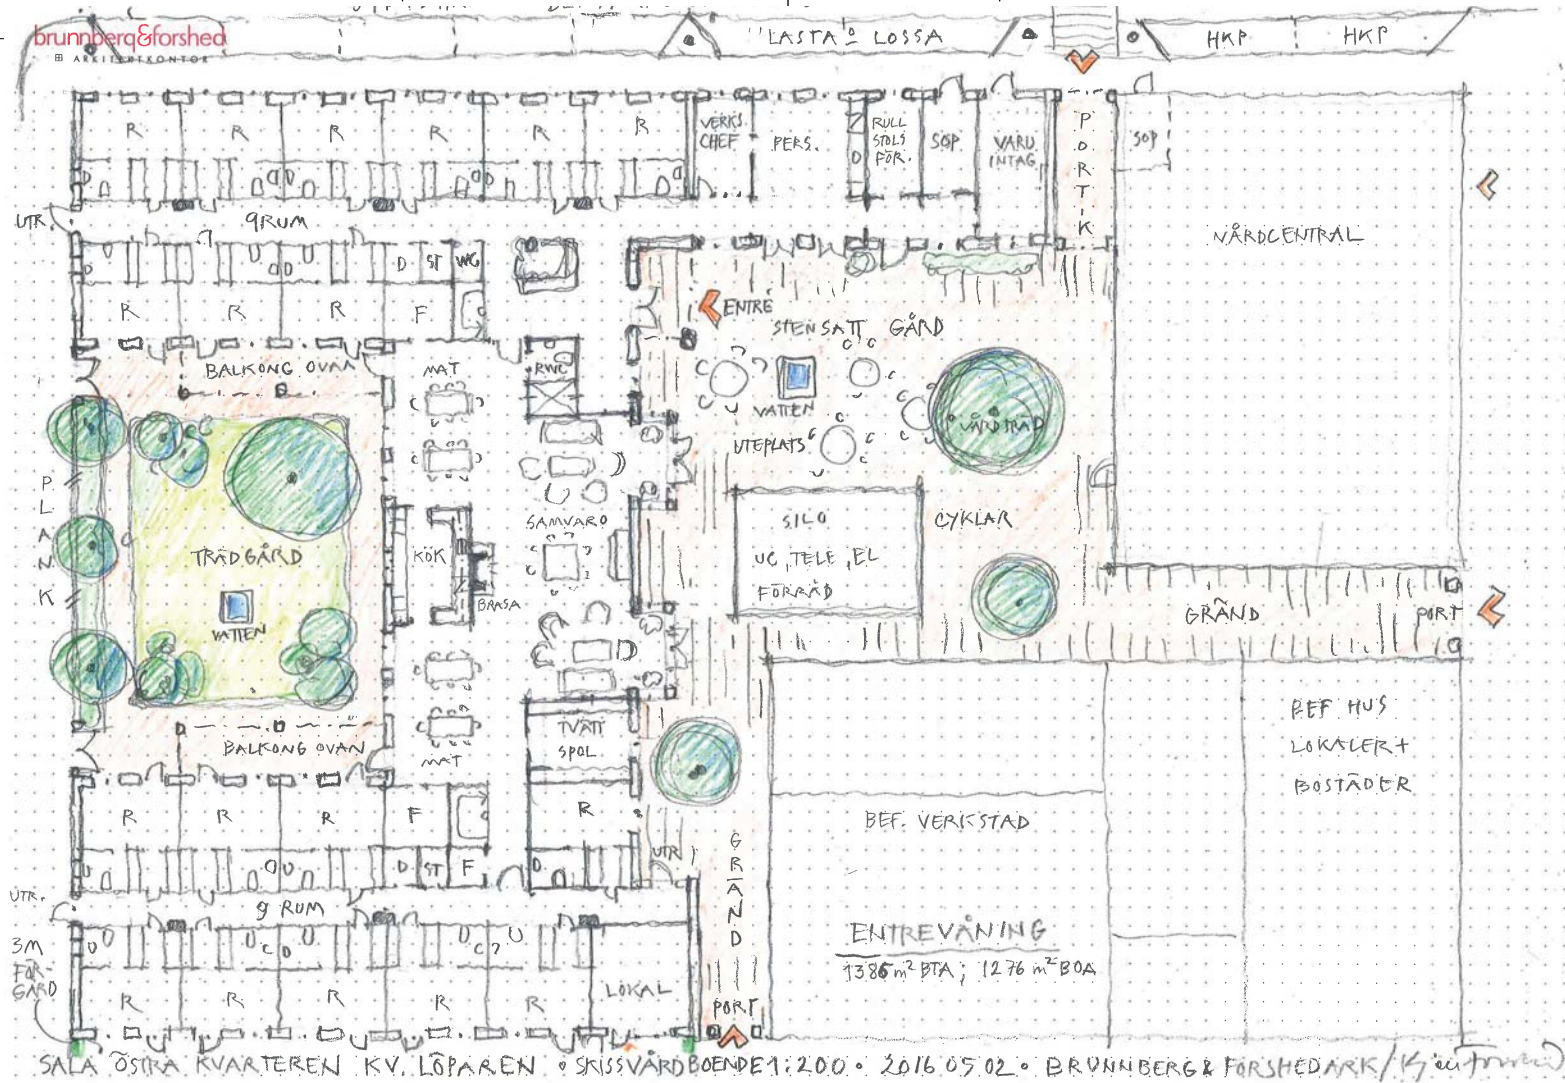 brunnberg&forshed
ARKITEKTKONTOR
LASTA o LOSSA
HKP
HKP
R
R
R
R
R
R
VERKS.
CHEF
PERS.
RULL
STOLS
FÖR.
SOP
VARU
INTAG
PORTIK
SOP
UTR.
9 RUM
D
ST
WC
R
R
R
F
VÅRDCENTRAL
ENTRÉ
STENSATT GÅRD
BALKONG OVAN
MAT
RWC
VATTEN
VÅRDTRÄD
UTEPLATS
PLANK
SAMVARO
SILO
UC, TELE, EL
FÖRRÅD
CYKLAR
TRÄDGÅRD
KÖK
BRASA
VATTEN
GRÄND
PORT
BALKONG OVAN
MAT
TVÄTT
SPOL
BEF HUS
LOKALER+
BOSTÄDER
R
R
R
F
R
BEF. VERKSTAD
D
ST
F
UTR
GRÄND
UTR.
9 RUM
3M
FÖR-
GÅRD
ENTREVÅNING
1386 m² BTA; 1276 m² BOA
R
R
R
R
R
LOKAL
PORT
SALA ÖSTRA KVARTEREN KV. LÖPAREN • SKISS VÅRDBOENDE 1:200 • 2016 05 02 • BRUNNBERG & FORSHED ARK /